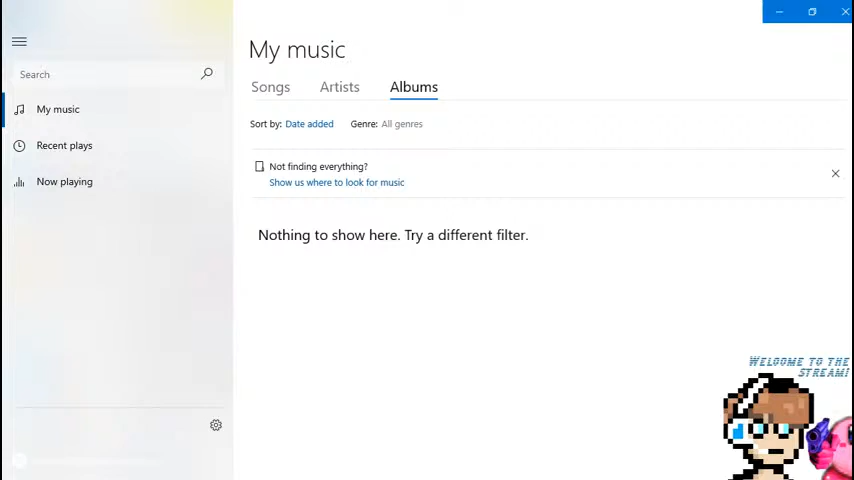 My music
Songs Artists Albums
Search
Sort by: Date added Genre: All genres
My music
Recent plays
Now playing
Not finding everything?
Show us where to look for music
Nothing to show here. Try a different filter.
WELCOME TO THE
STREAM!